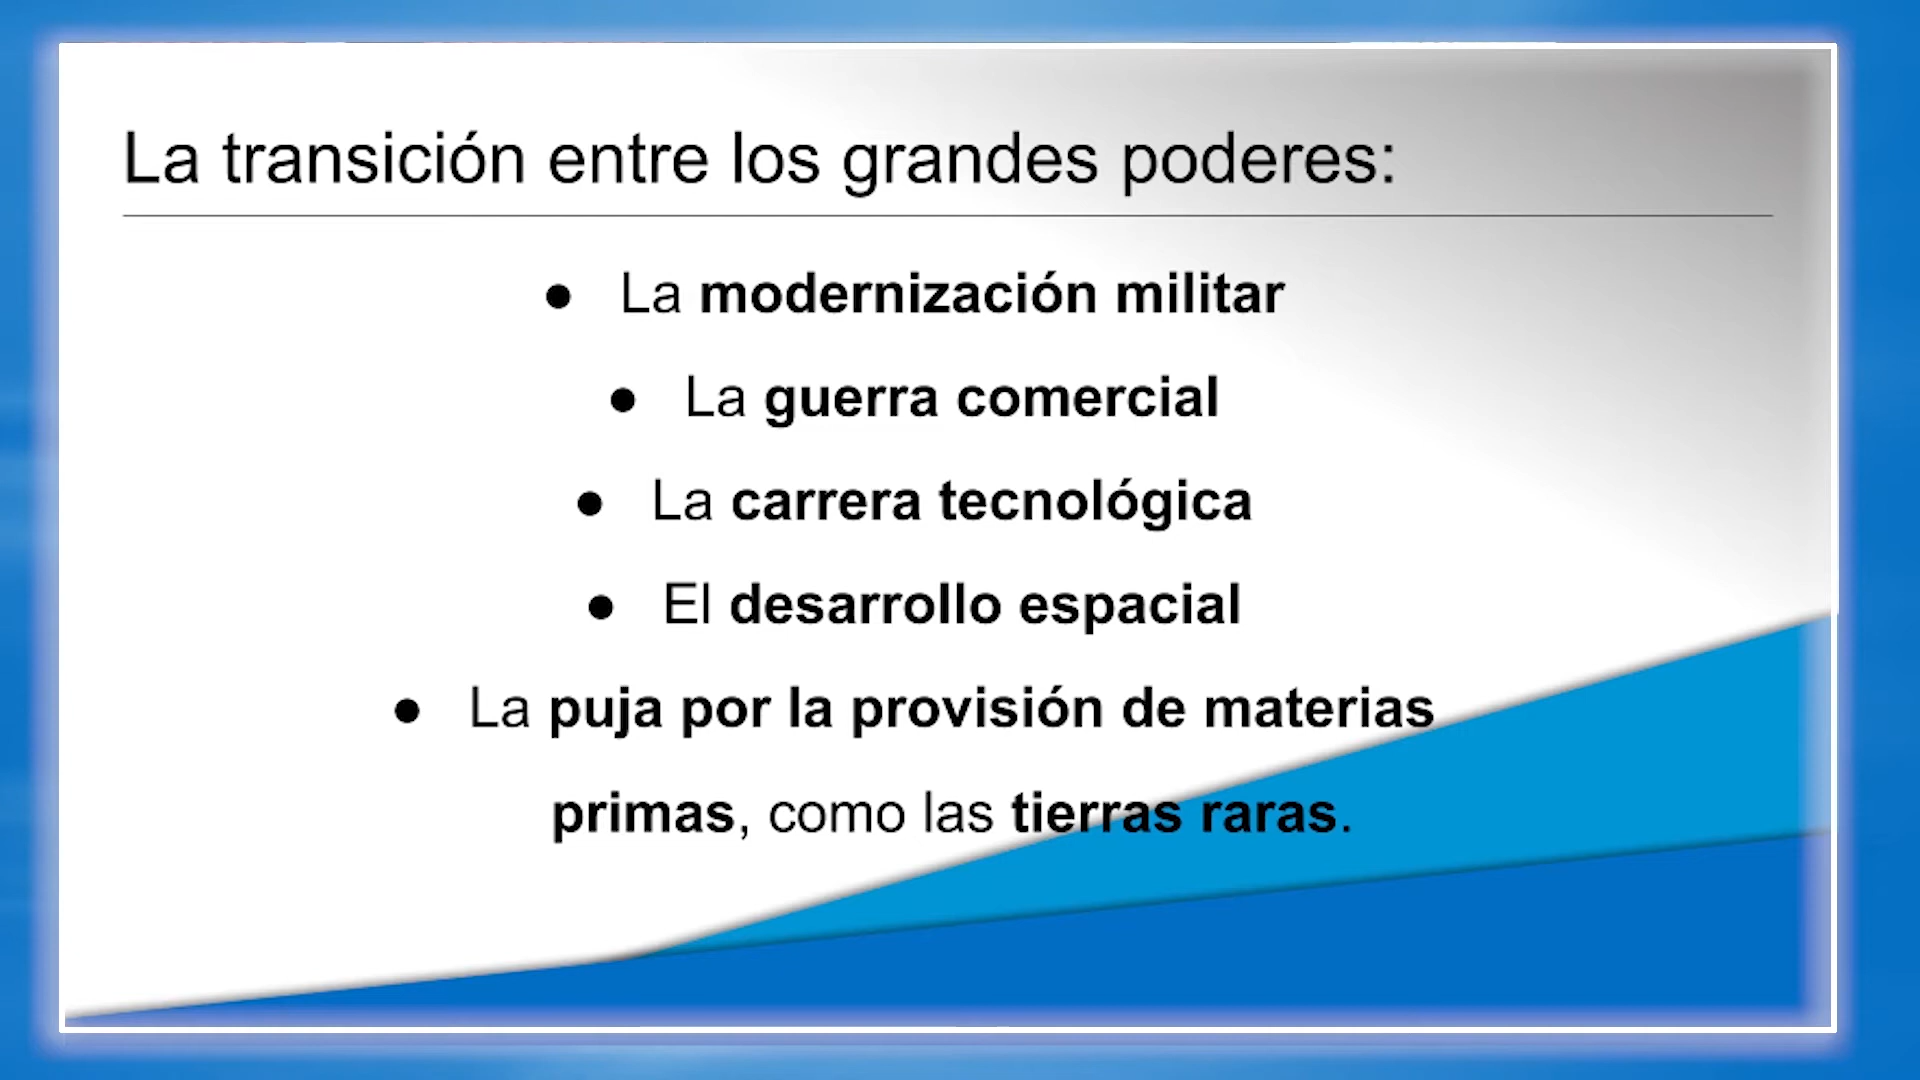 La transición entre los grandes poderes:
● La modernización militar
● La guerra comercial
● La carrera tecnológica
● El desarrollo espacial
● La puja por la provisión de materias
primas, como las tierras raras.